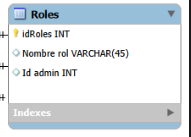 Roles
idRoles INT
Nombre rol VARCHAR(45)
Id admin INT
Indexes